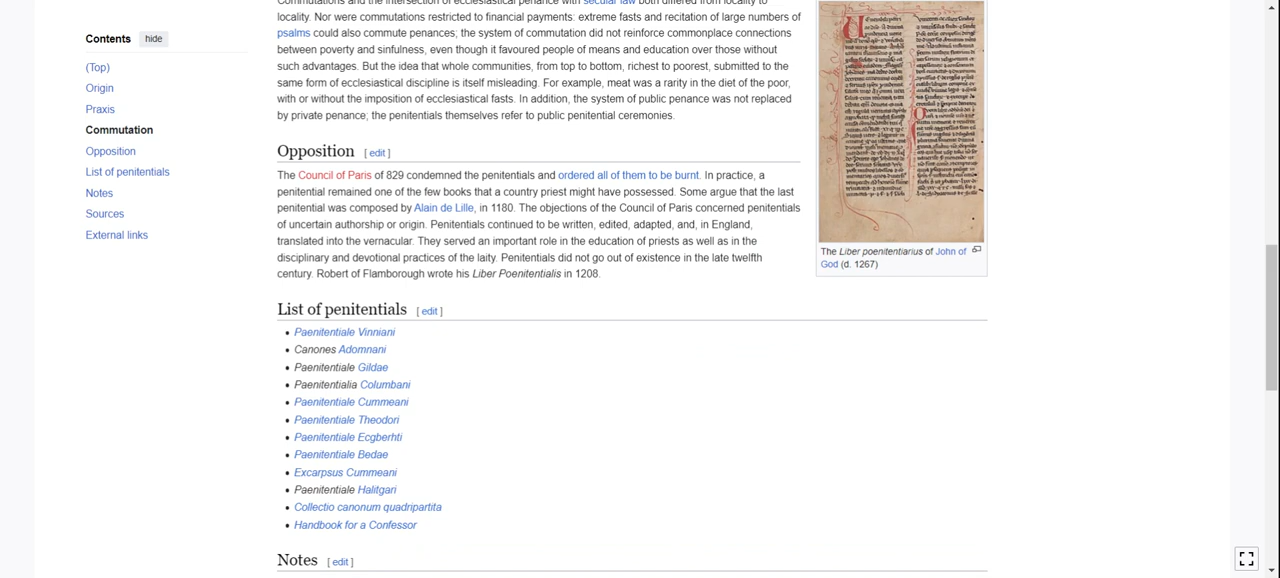 Commutations and the intersection of ecclesiastical penance with secular law both differed from locality to
locality. Nor were commutations restricted to financial payments: extreme fasts and recitation of large numbers of
psalms could also commute penances; the system of commutation did not reinforce commonplace connections
between poverty and sinfulness, even though it favoured people of means and education over those without
such advantages. But the idea that whole communities, from top to bottom, richest to poorest, submitted to the
same form of ecclesiastical discipline is itself misleading. For example, meat was a rarity in the diet of the poor,
with or without the imposition of ecclesiastical fasts. In addition, the system of public penance was not replaced
by private penance; the penitentials themselves refer to public penitential ceremonies.
Contents hide
(Top)
Origin
Praxis
Commutation
Opposition
List of penitentials
Notes
Sources
External links
Opposition [ edit ]
The Council of Paris of 829 condemned the penitentials and ordered all of them to be burnt. In practice, a
penitential remained one of the few books that a country priest might have possessed. Some argue that the last
penitential was composed by Alain de Lille, in 1180. The objections of the Council of Paris concerned penitentials
of uncertain authorship or origin. Penitentials continued to be written, edited, adapted, and, in England,
translated into the vernacular. They served an important role in the education of priests as well as in the
disciplinary and devotional practices of the laity. Penitentials did not go out of existence in the late twelfth
century. Robert of Flamborough wrote his Liber Poenitentialis in 1208.
The Liber poenitentiarius of John of
God (d. 1267)
List of penitentials [ edit ]
Paenitentiale Vinniani
Canones Adomnani
Paenitentiale Gildae
Paenitentialia Columbani
Paenitentiale Cummeani
Paenitentiale Theodori
Paenitentiale Ecgberhti
Paenitentiale Bedae
Excarpsus Cummeani
Paenitentiale Halitgari
Collectio canonum quadripartita
Handbook for a Confessor
Notes [ edit ]